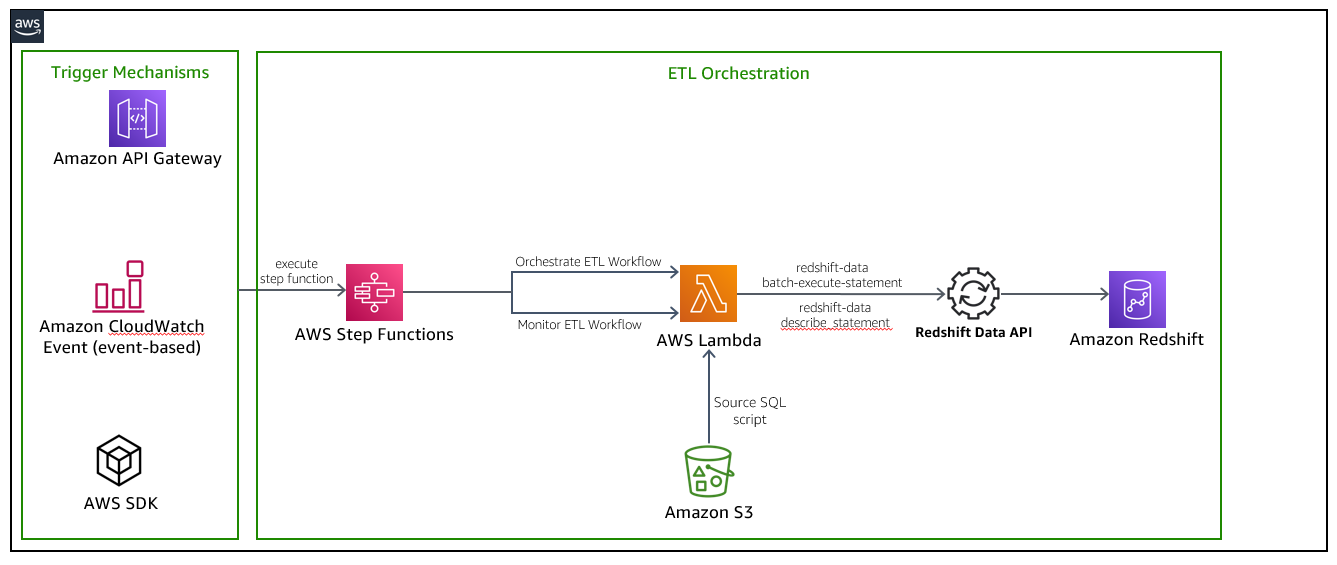 aws
Trigger Mechanisms
Amazon API Gateway
Amazon CloudWatch
Event (event-based)
AWS SDK
ETL Orchestration
execute
step function
AWS Step Functions
Orchestrate ETL Workflow
Monitor ETL Workflow
AWS Lambda
Source SQL
script
Amazon S3
redshift-data
batch-execute-statement
redshift-data
describe_statement
Redshift Data API
Amazon Redshift